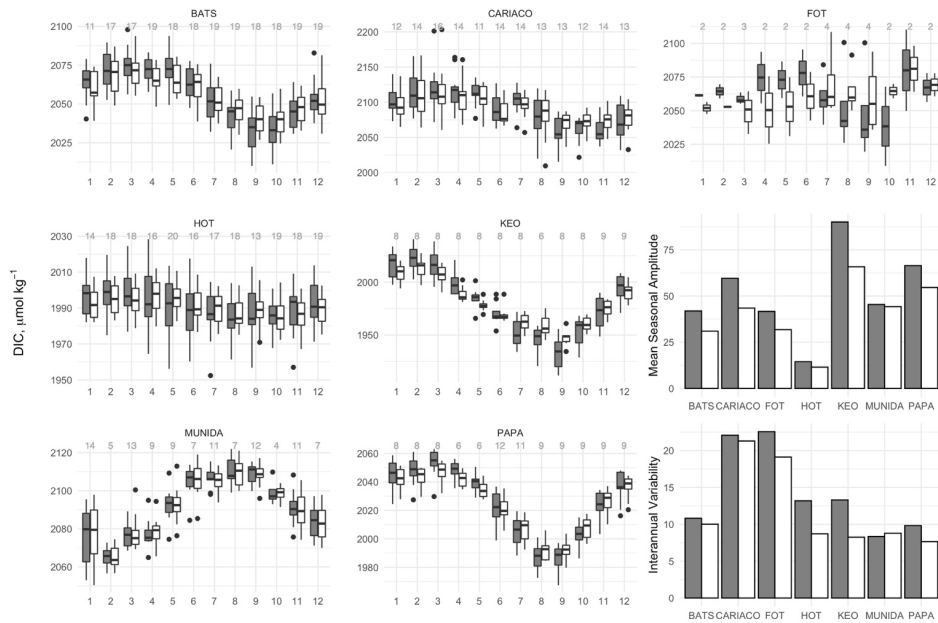 BATS
2100
11 17 17 19 18 19 19 19 18 19 18 19
2075
2050
2025
1 2 3 4 5 6 7 8 9 10 11 12
CARIACO
2200
12 14 16 14 11 14 14 13 13 12 14 13
2150
2100
2050
2000
1 2 3 4 5 6 7 8 9 10 11 12
FOT
2 2 2 2 2 2 4 4 4 2 2 2
2100
2075
2050
2025
1 2 3 4 5 6 7 8 9 10 11 12
DIC, μmol kg⁻¹
HOT
2030
14 18 18 16 20 16 17 18 13 19 18 19
2010
1990
1970
1950
1 2 3 4 5 6 7 8 9 10 11 12
KEO
8 8 8 8 8 8 8 6 8 8 9 9
2000
1950
1 2 3 4 5 6 7 8 9 10 11 12
Mean Seasonal Amplitude
75
50
25
0
BATS CARIACO FOT HOT KEO MUNIDA PAPA
MUNIDA
2120
14 5 13 9 9 7 11 7 12 4 11 7
2100
2080
2060
1 2 3 4 5 6 7 8 9 10 11 12
PAPA
8 8 8 6 6 12 11 9 9 9 9 9
2060
2040
2020
2000
1980
1 2 3 4 5 6 7 8 9 10 11 12
Interannual Variability
20
15
10
5
0
BATS CARIACO FOT HOT KEO MUNIDA PAPA